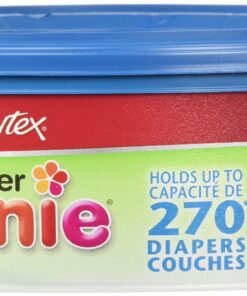 ytex®
er
nie®
HOLDS UP TO
CAPACITÉ DE
270*
DIAPERS
COUCHES